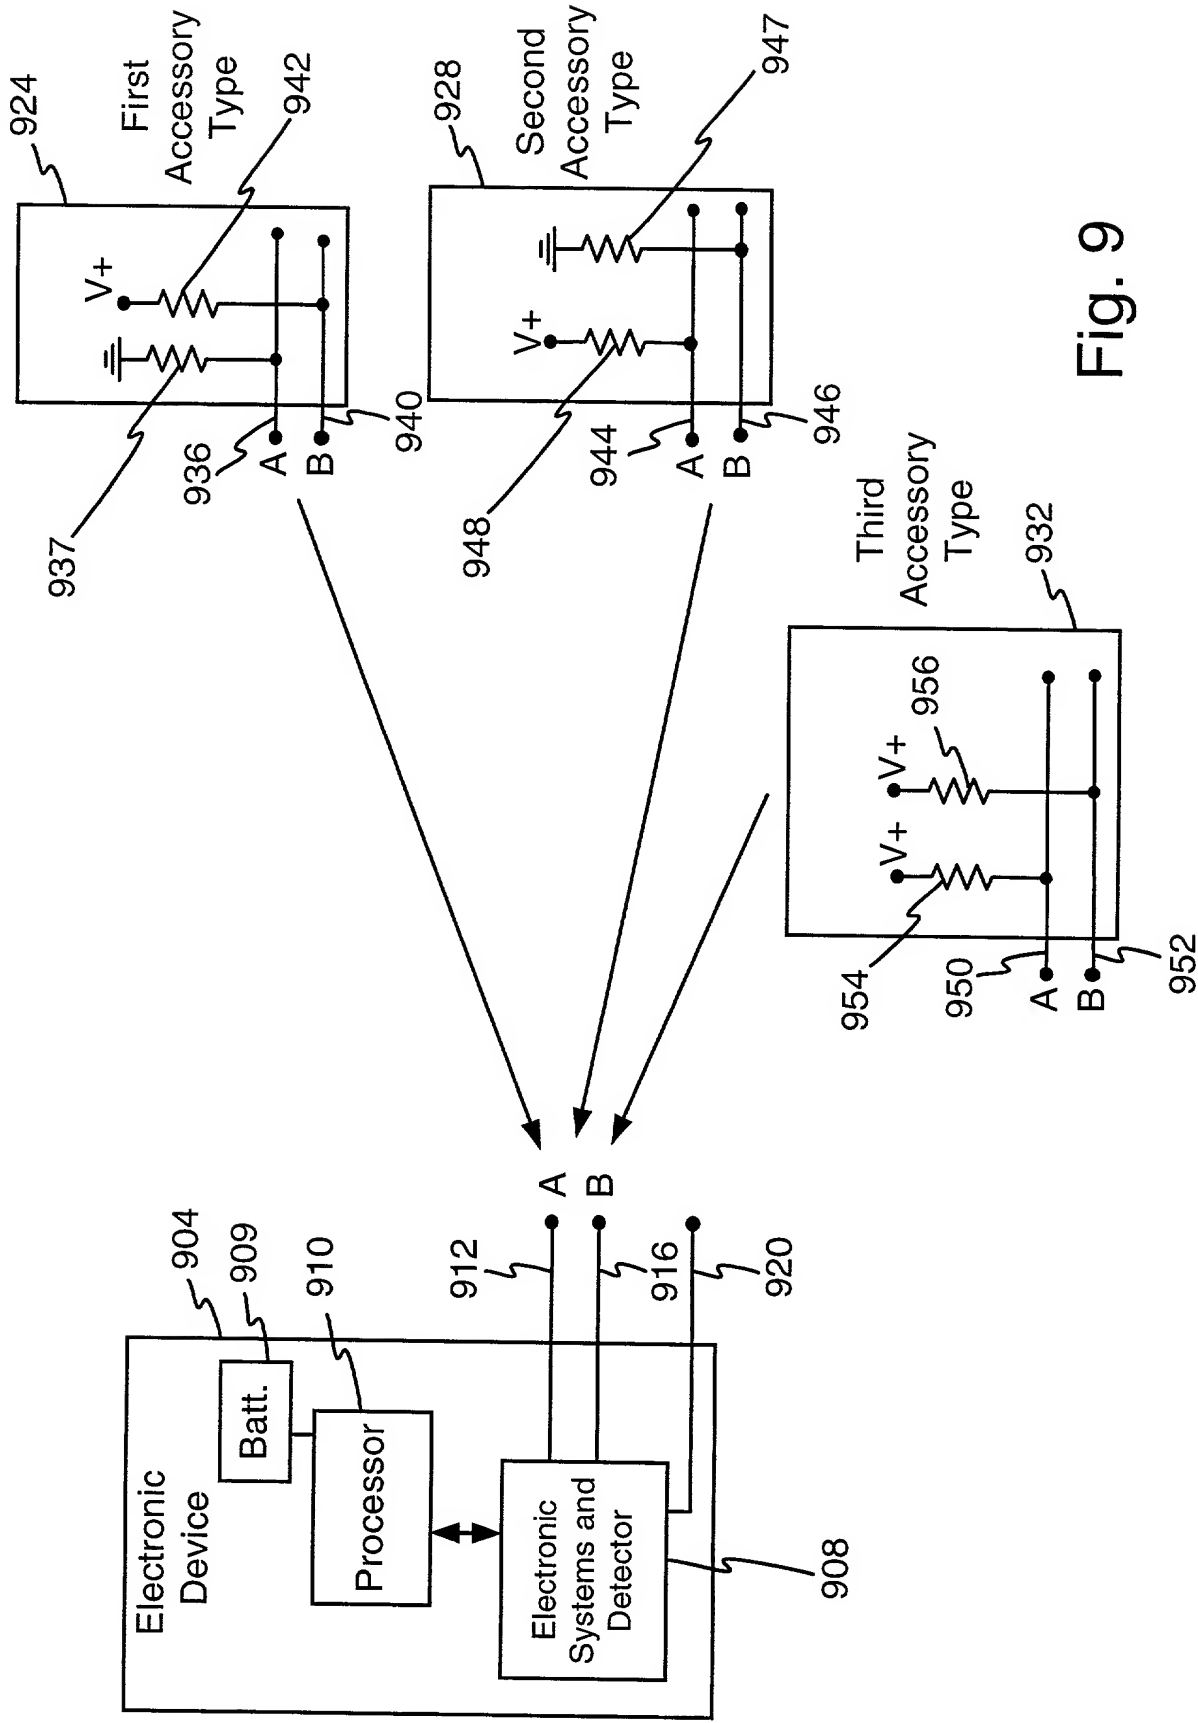 Electronic
Device
904
Batt.
909
Processor
910
Electronic
Systems and
Detector
908
912
A
916
B
920
924
First
Accessory
Type
V+
942
937
936
A
B
940
928
Second
Accessory
Type
V+
947
948
944
A
B
946
Third
Accessory
Type
932
V+
V+
956
954
950
A
B
952
Fig. 9